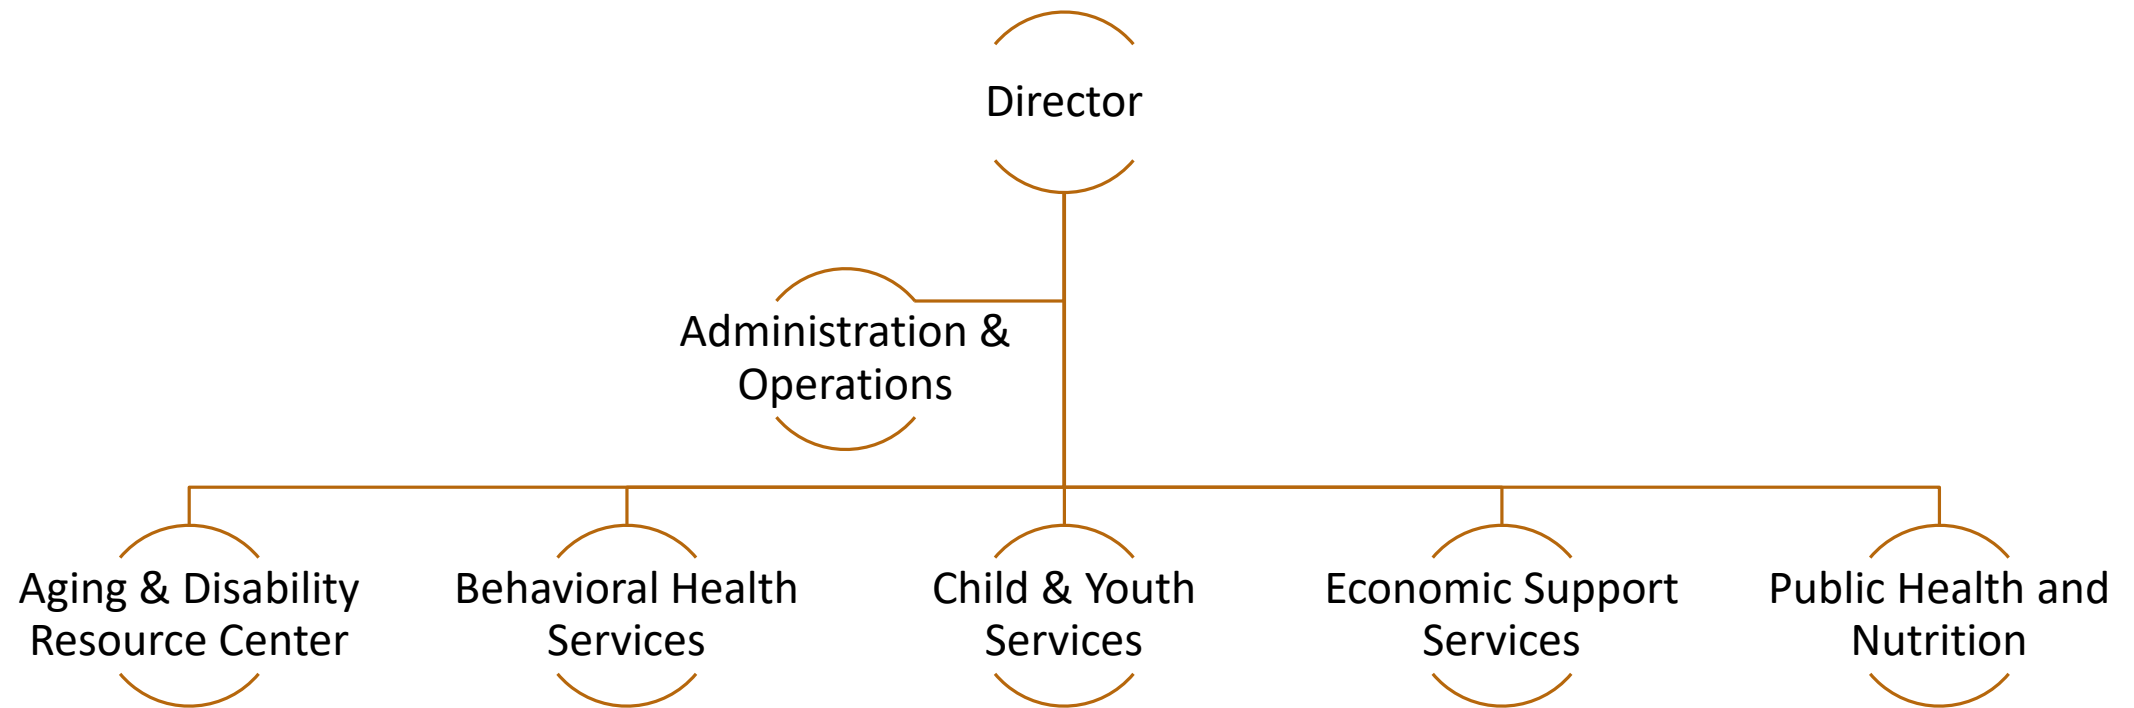 Director
Administration &
Operations
Aging & Disability
Resource Center
Behavioral Health
Services
Child & Youth
Services
Economic Support
Services
Public Health and
Nutrition